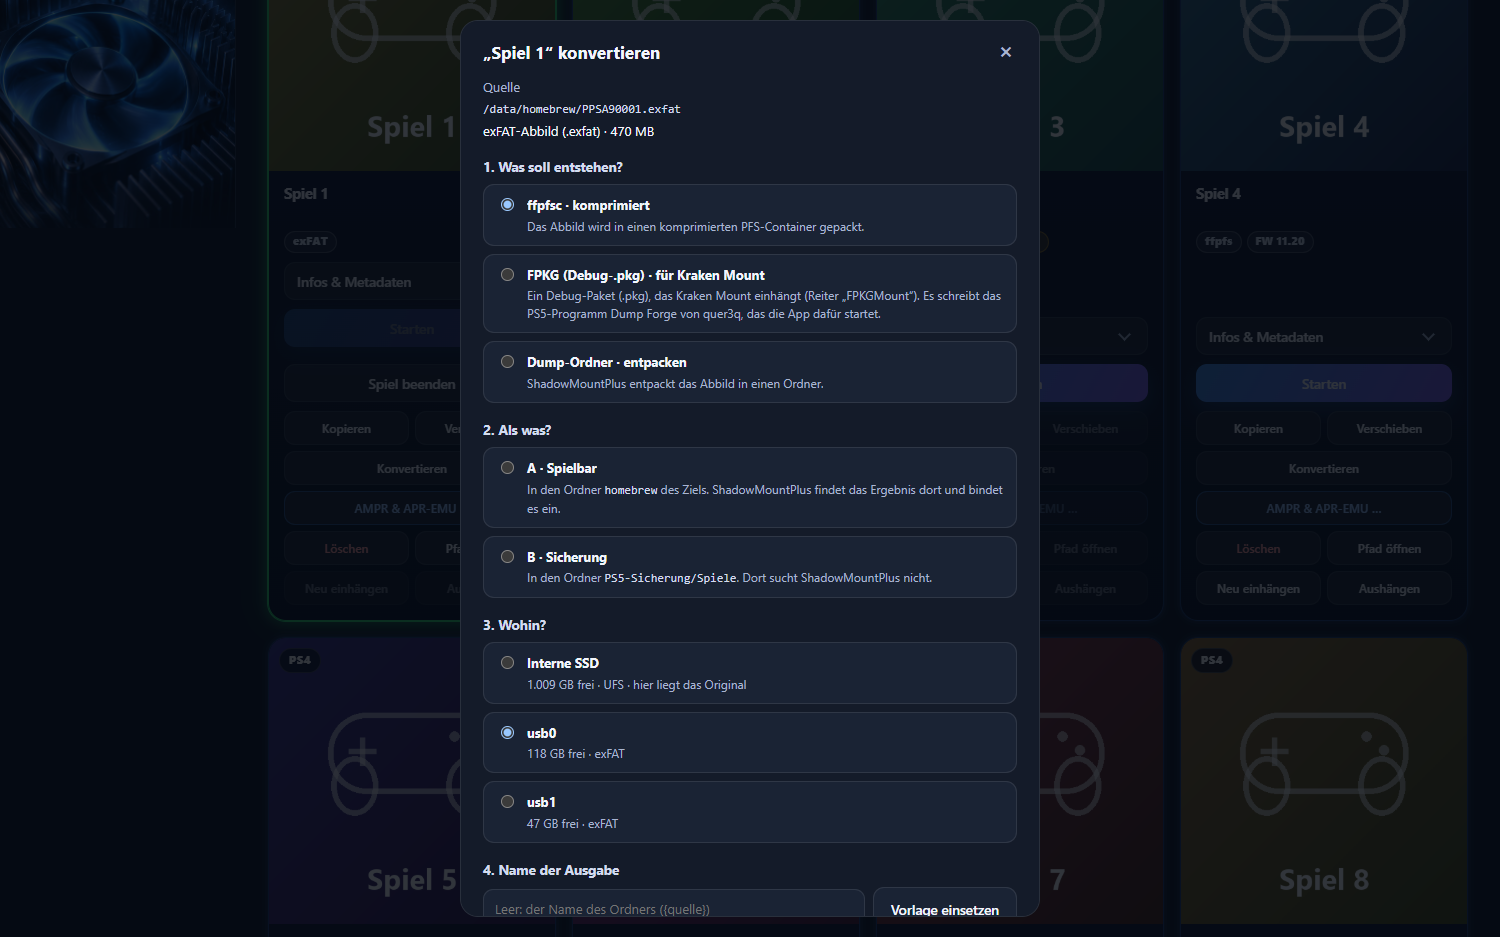 „Spiel 1“ konvertieren
×
Quelle
/data/homebrew/PPSA90001.exfat
exFAT-Abbild (.exfat) · 470 MB
1. Was soll entstehen?
ffpfsc · komprimiert
Das Abbild wird in einen komprimierten PFS-Container gepackt.
FPKG (Debug-.pkg) · für Kraken Mount
Ein Debug-Paket (.pkg), das Kraken Mount einhängt (Reiter „FPKGMount“). Es schreibt das
PS5-Programm Dump Forge von quer3q, das die App dafür startet.
Dump-Ordner · entpacken
ShadowMountPlus entpackt das Abbild in einen Ordner.
2. Als was?
A · Spielbar
In den Ordner homebrew des Ziels. ShadowMountPlus findet das Ergebnis dort und bindet
es ein.
B · Sicherung
In den Ordner PS5-Sicherung/Spiele. Dort sucht ShadowMountPlus nicht.
3. Wohin?
Interne SSD
1.009 GB frei · UFS · hier liegt das Original
usb0
118 GB frei · exFAT
usb1
47 GB frei · exFAT
4. Name der Ausgabe
Leer: der Name des Ordners ({quelle})
Vorlage einsetzen
Spiel 1
Spiel 1
exFAT
Infos & Metadaten
Starten
Spiel beenden
Kopieren
Konvertieren
AMPR & APR-EMU
Löschen
Neu einhängen
3
Verschieben
EMU ...
Pfad öffnen
Aushängen
Spiel 4
Spiel 4
ffpfs
FW 11.20
Infos & Metadaten
Starten
Kopieren
Verschieben
Konvertieren
AMPR & APR-EMU ...
Löschen
Pfad öffnen
Neu einhängen
Aushängen
PS4
Spiel 5
7
PS4
Spiel 8